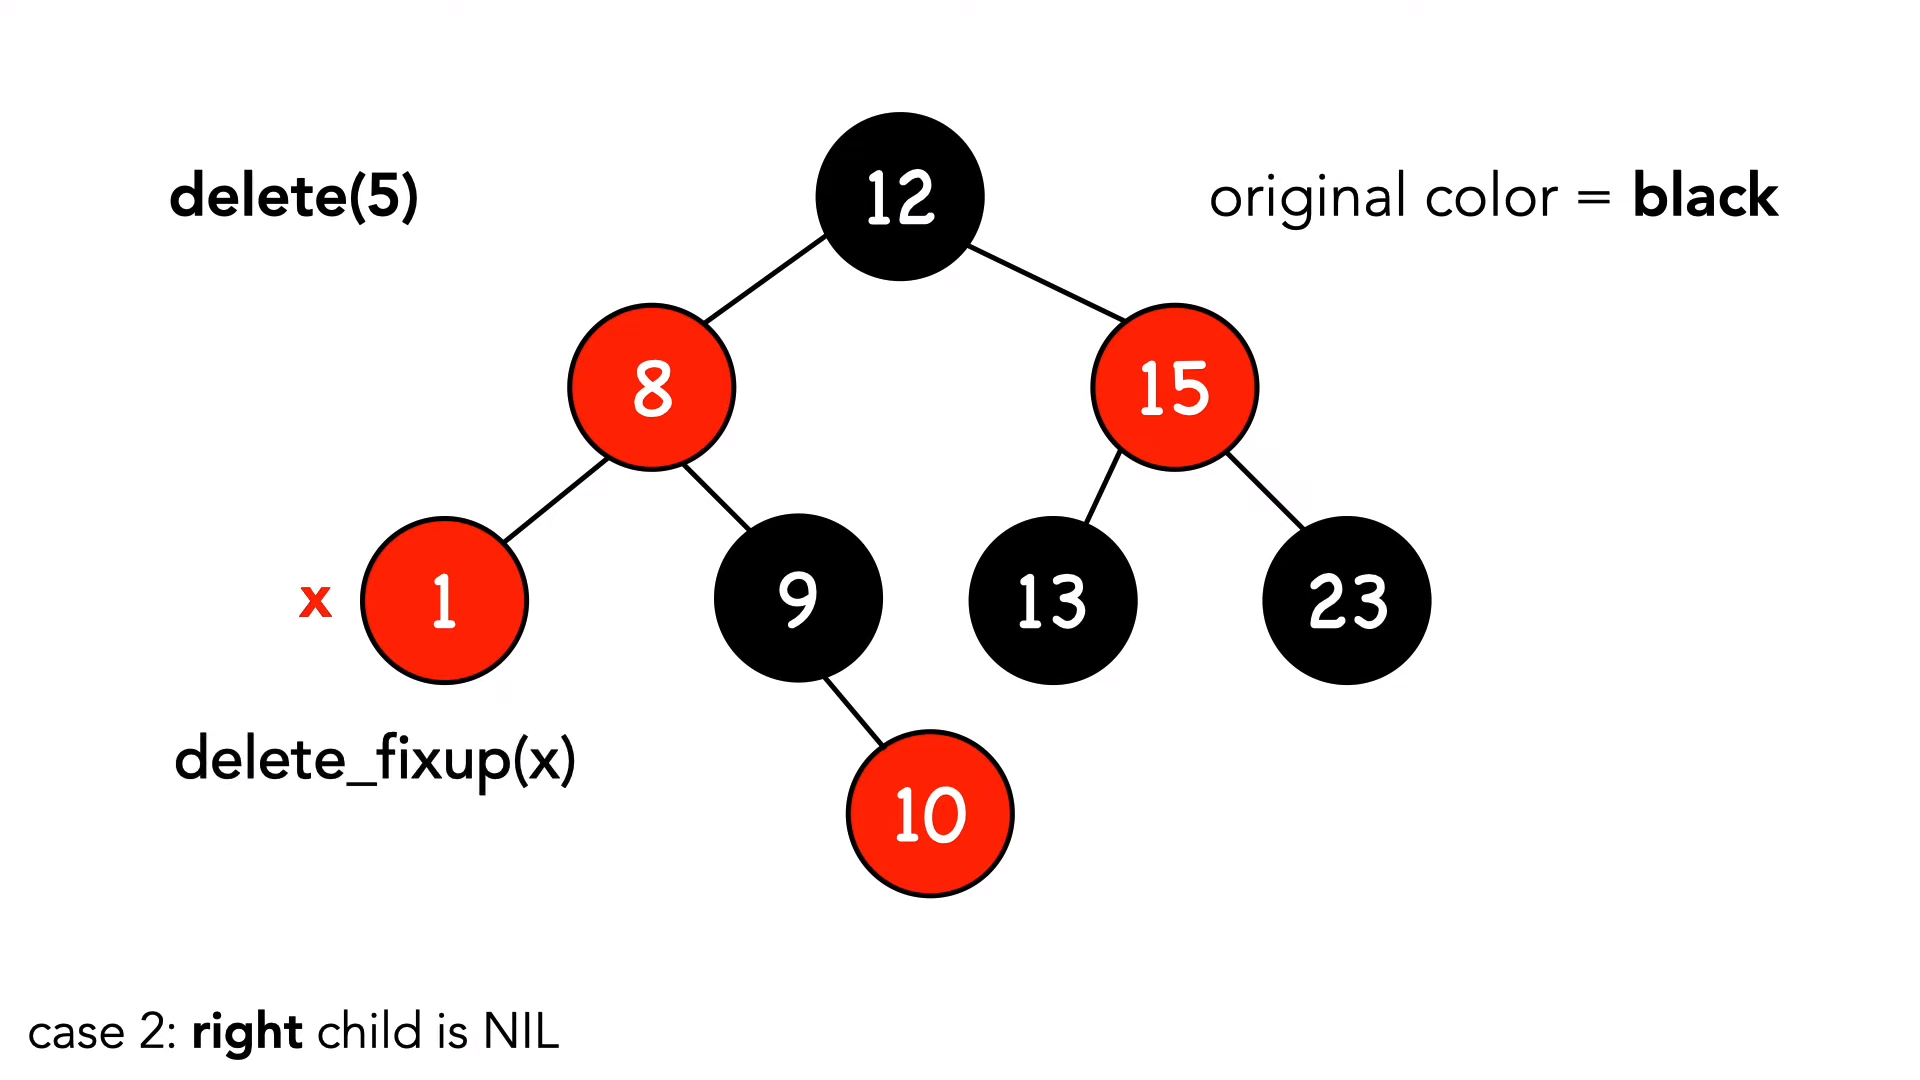 delete(5)
12
original color = black
8
15
x
1
9
13
23
delete_fixup(x)
10
case 2: right child is NIL